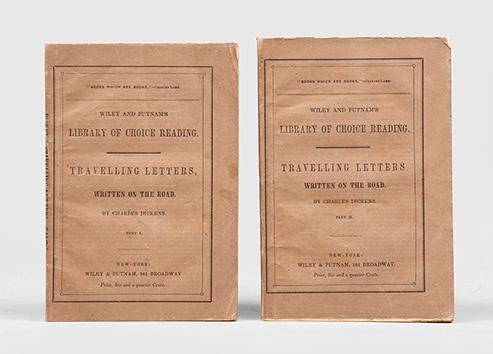 "BOOKS WHICH ARE BOOKS."—CHARLES LAMB.
WILEY AND PUTNAM'S
LIBRARY OF CHOICE READING.
TRAVELLING LETTERS,
WRITTEN ON THE ROAD.
BY CHARLES DICKENS.
PART I.
NEW-YORK:
WILEY & PUTNAM, 161 BROADWAY.
Price, Six and a quarter Cents.
"BOOKS WHICH ARE BOOKS."—CHARLES LAMB.
WILEY AND PUTNAM'S
LIBRARY OF CHOICE READING.
TRAVELLING LETTERS
WRITTEN ON THE ROAD.
BY CHARLES DICKENS.
PART II.
NEW-YORK:
WILEY & PUTNAM, 161 BROADWAY.
Price, Six and a quarter Cents.